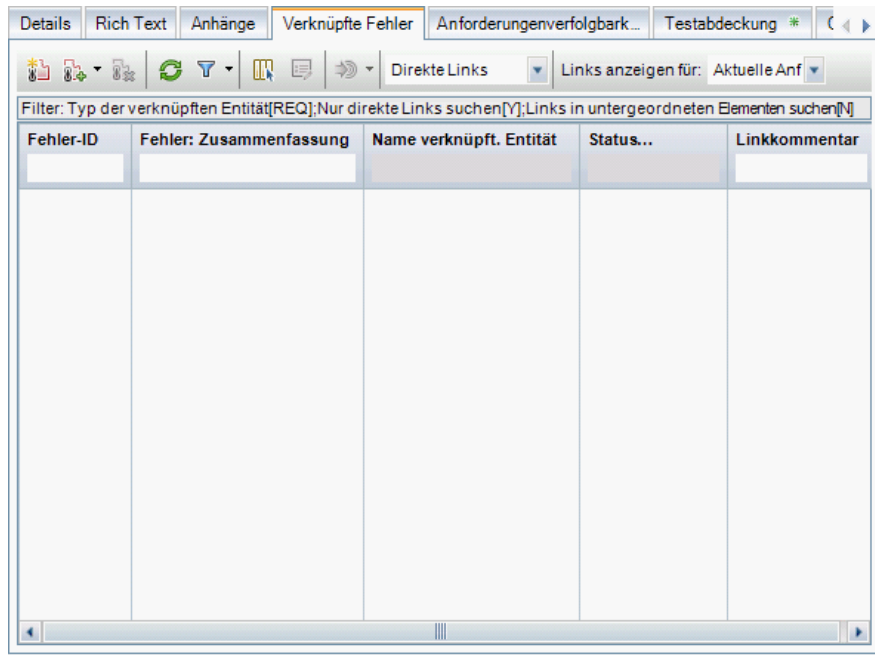 Details Rich Text Anhänge Verknüpfte Fehler Anforderungenverfolgbark... Testabdeckung *
Direkte Links Links anzeigen für: Aktuelle Anf
Filter: Typ der verknüpften Entität[REQ];Nur direkte Links suchen[Y];Links in untergeordneten Elementen suchen[N]
Fehler-ID Fehler: Zusammenfassung Name verknüpft. Entität Status... Linkkommentar